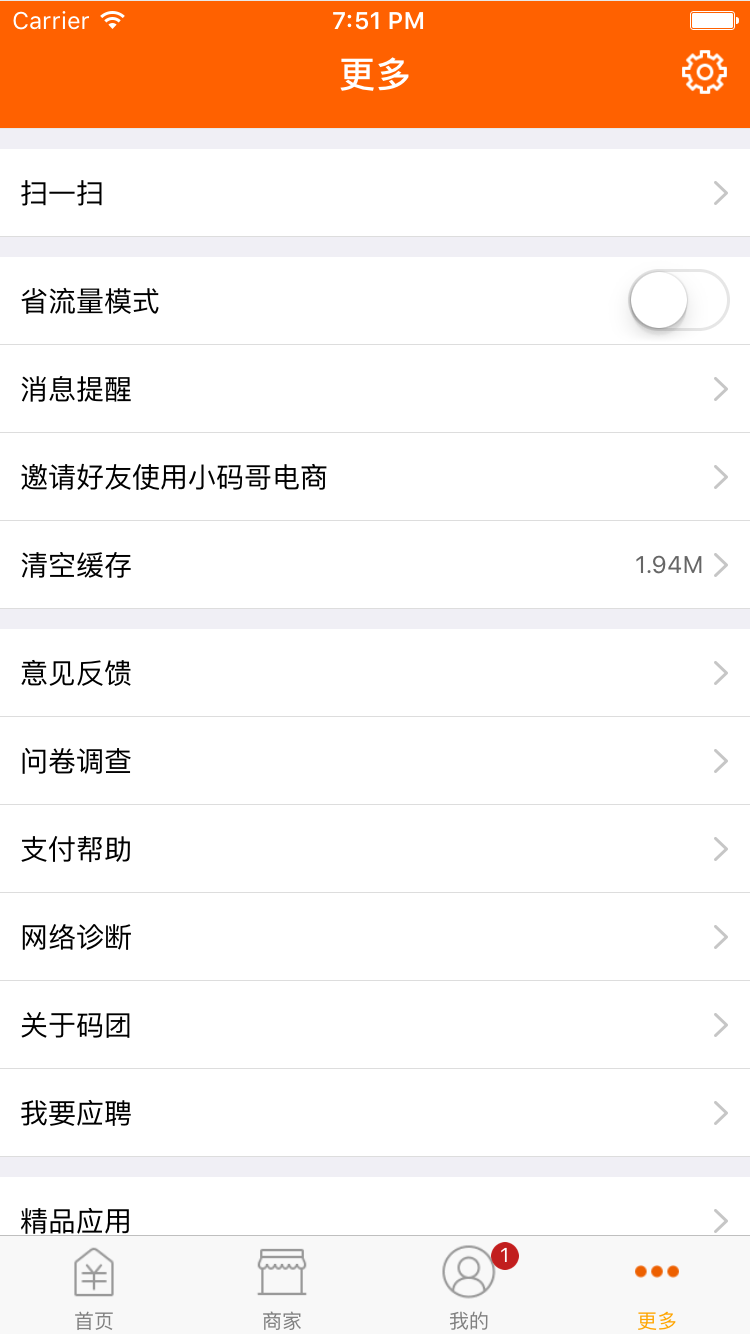 Carrier 7:51 PM
更多
扫一扫
省流量模式
消息提醒
邀请好友使用小码哥电商
清空缓存 1.94M
意见反馈
问卷调查
支付帮助
网络诊断
关于码团
我要应聘
精品应用
1
首页 商家 我的 更多